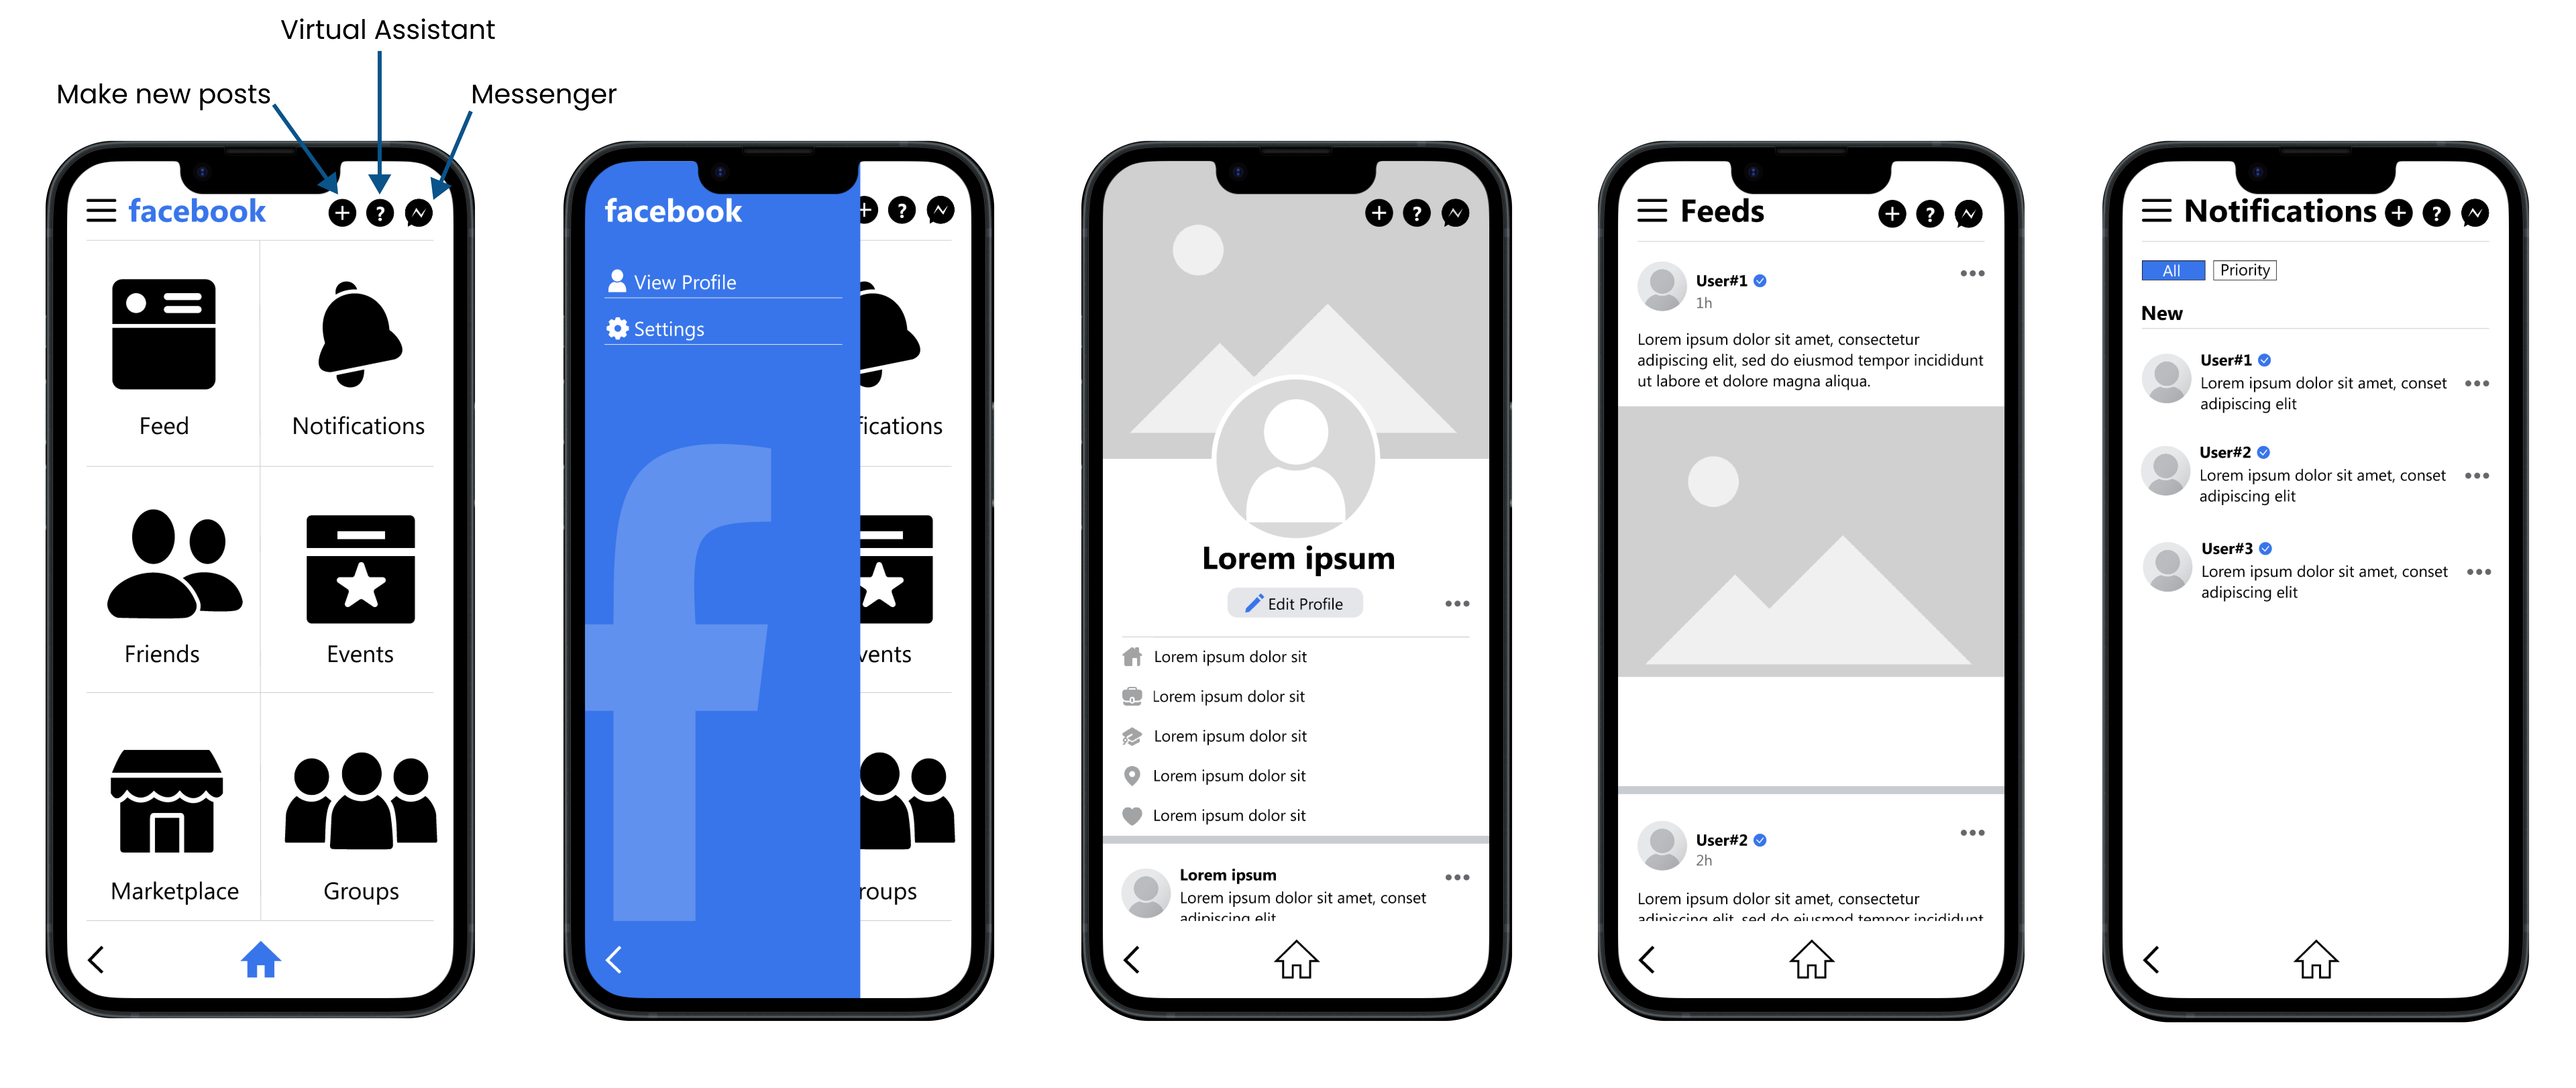 Virtual Assistant
Make new posts
Messenger
facebook
Feed
Notifications
Friends
Events
Marketplace
Groups
facebook
View Profile
Settings
fications
vents
roups
Lorem ipsum
Edit Profile
Lorem ipsum dolor sit
Lorem ipsum dolor sit
Lorem ipsum dolor sit
Lorem ipsum dolor sit
Lorem ipsum dolor sit
Lorem ipsum
Lorem ipsum dolor sit amet, conset
adipiscing elit
Feeds
User#1
1h
Lorem ipsum dolor sit amet, consectetur
adipiscing elit, sed do eiusmod tempor incididunt
ut labore et dolore magna aliqua.
User#2
2h
Lorem ipsum dolor sit amet, consectetur
adipiscing elit, sed do eiusmod tempor incididunt
Notifications
All
Priority
New
User#1
Lorem ipsum dolor sit amet, conset
adipiscing elit
User#2
Lorem ipsum dolor sit amet, conset
adipiscing elit
User#3
Lorem ipsum dolor sit amet, conset
adipiscing elit